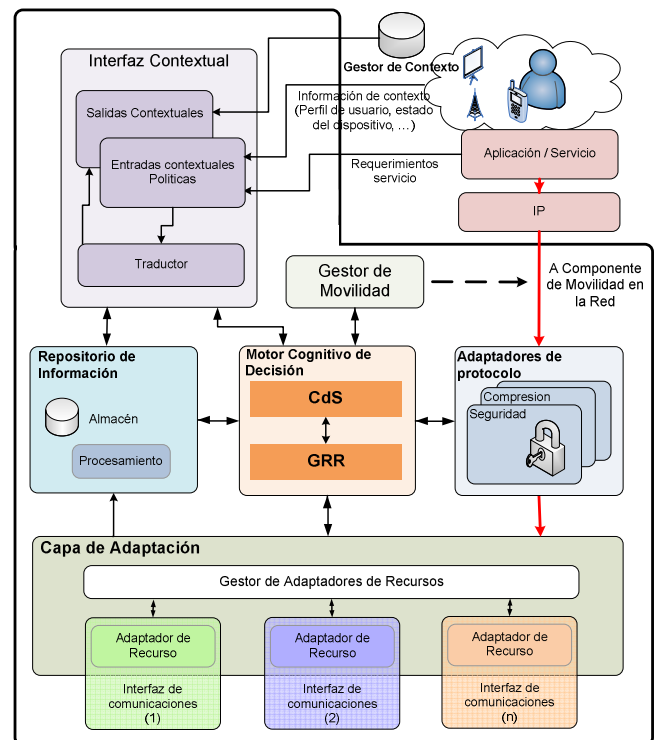 Interfaz Contextual
Gestor de Contexto
Salidas Contextuales
Información de contexto
(Perfil de usuario, estado
del dispositivo, ...)
Entradas contextuales
Politicas
Requerimientos
servicio
Aplicación / Servicio
IP
Traductor
Gestor de
Movilidad
A Componente
de Movilidad en
la Red
Repositorio de
Información
Almacén
Procesamiento
Motor Cognitivo de
Decisión
CdS
GRR
Adaptadores de
protocolo
Compresion
Seguridad
Capa de Adaptación
Gestor de Adaptadores de Recursos
Adaptador de
Recurso
Interfaz de
comunicaciones
(1)
Adaptador de
Recurso
Interfaz de
comunicaciones
(2)
Adaptador de
Recurso
Interfaz de
comunicaciones
(n)